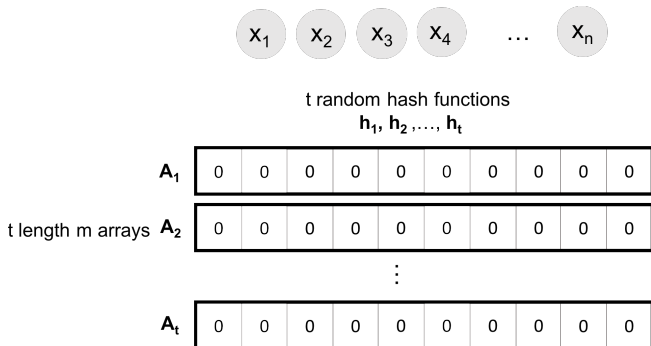 x1 x2 x3 x4 ... xn
t random hash functions
h1, h2 ,..., ht
A1 0 0 0 0 0 0 0 0 0 0
t length m arrays A2 0 0 0 0 0 0 0 0 0 0
⋮
At 0 0 0 0 0 0 0 0 0 0